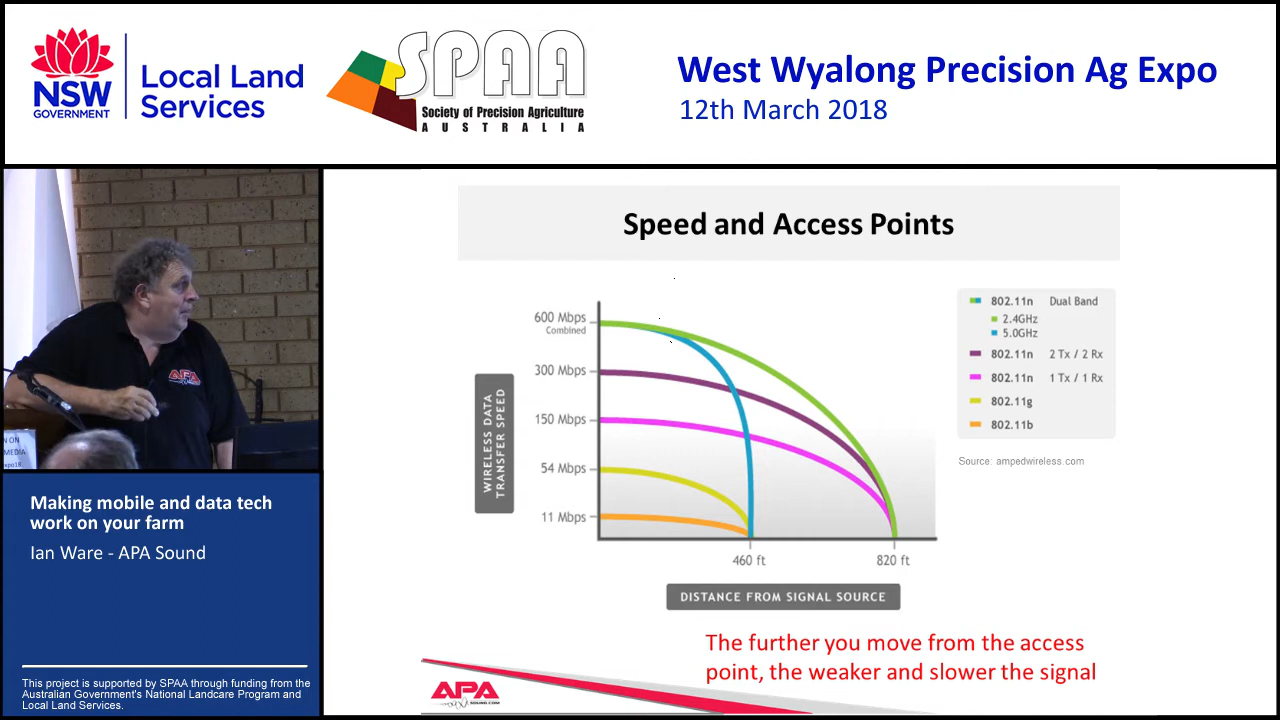 NSW
GOVERNMENT
Local Land
Services
SPAA
Society of Precision Agriculture
AUSTRALIA
West Wyalong Precision Ag Expo
12th March 2018
APA
N ON
MEDIA
Making mobile and data tech
work on your farm
Ian Ware - APA Sound
This project is supported by SPAA through funding from the
Australian Government's National Landcare Program and
Local Land Services.
Speed and Access Points
WIRELESS DATA
TRANSFER SPEED
600 Mbps
Combined
300 Mbps
150 Mbps
54 Mbps
11 Mbps
460 ft
820 ft
DISTANCE FROM SIGNAL SOURCE
802.11n Dual Band
2.4GHz
5.0GHz
802.11n 2 Tx / 2 Rx
802.11n 1 Tx / 1 Rx
802.11g
802.11b
Source: ampedwireless.com
The further you move from the access
point, the weaker and slower the signal
APA
SOUND.COM